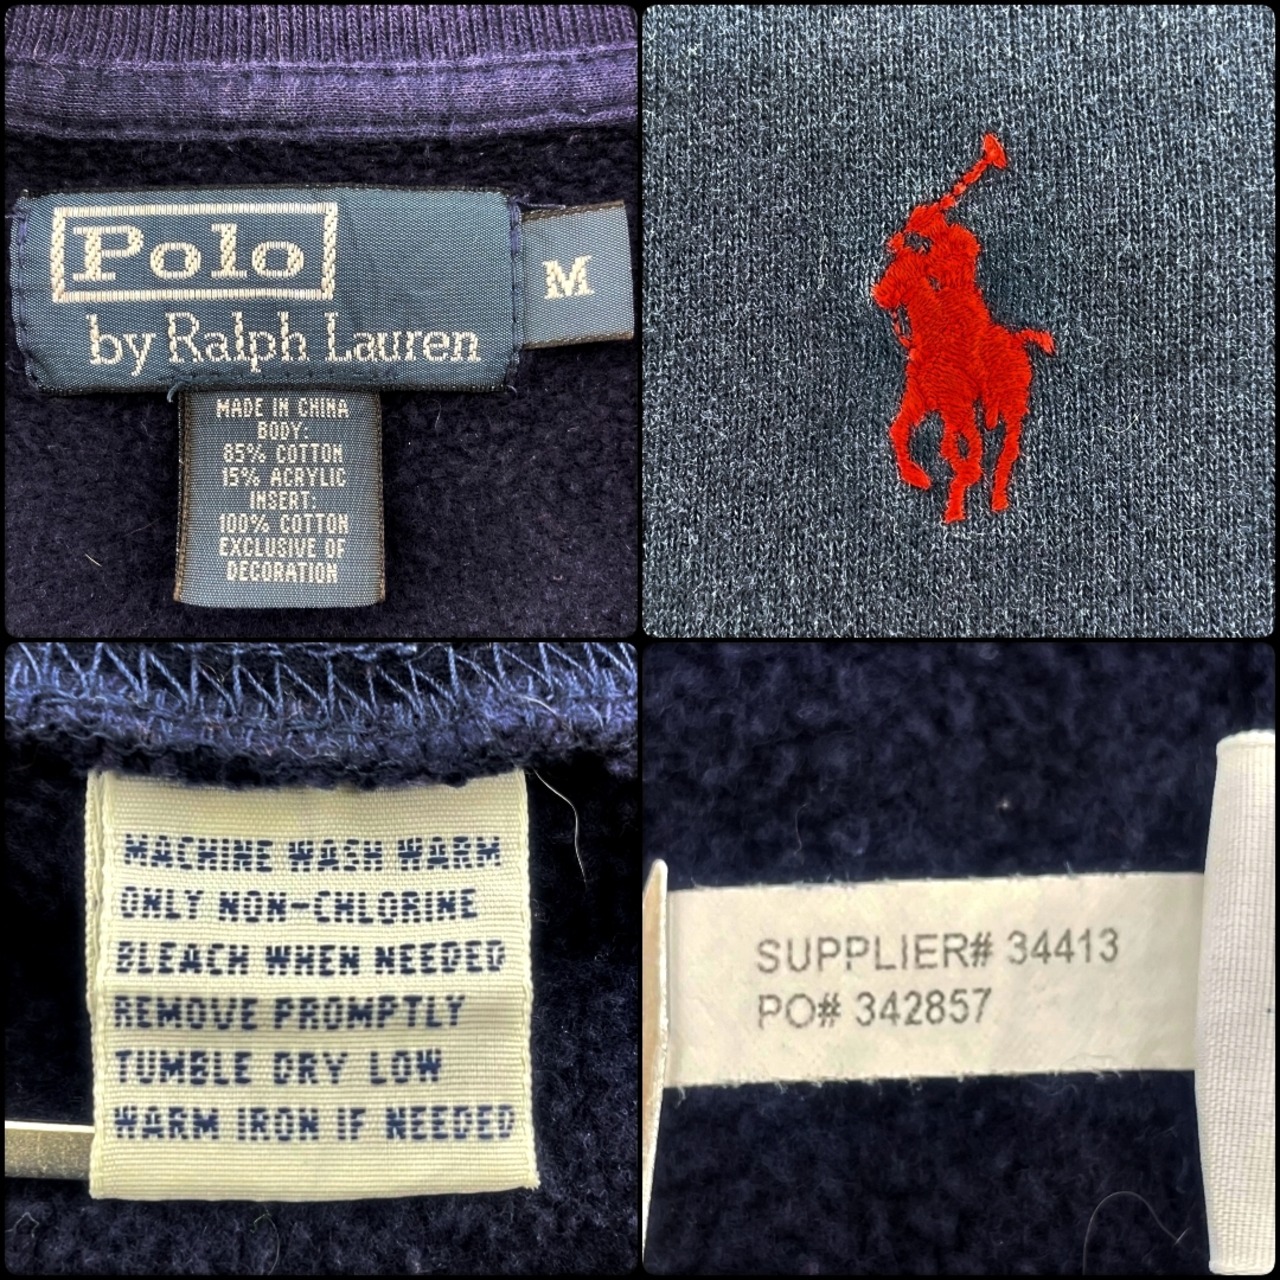 Polo
by Ralph Lauren
M
MADE IN CHINA
BODY:
85% COTTON
15% ACRYLIC
INSERT:
100% COTTON
EXCLUSIVE OF
DECORATION
MACHINE WASH WARM
ONLY NON-CHLORINE
BLEACH WHEN NEEDED
REMOVE PROMPTLY
TUMBLE DRY LOW
WARM IRON IF NEEDED
SUPPLIER# 34413
PO# 342857